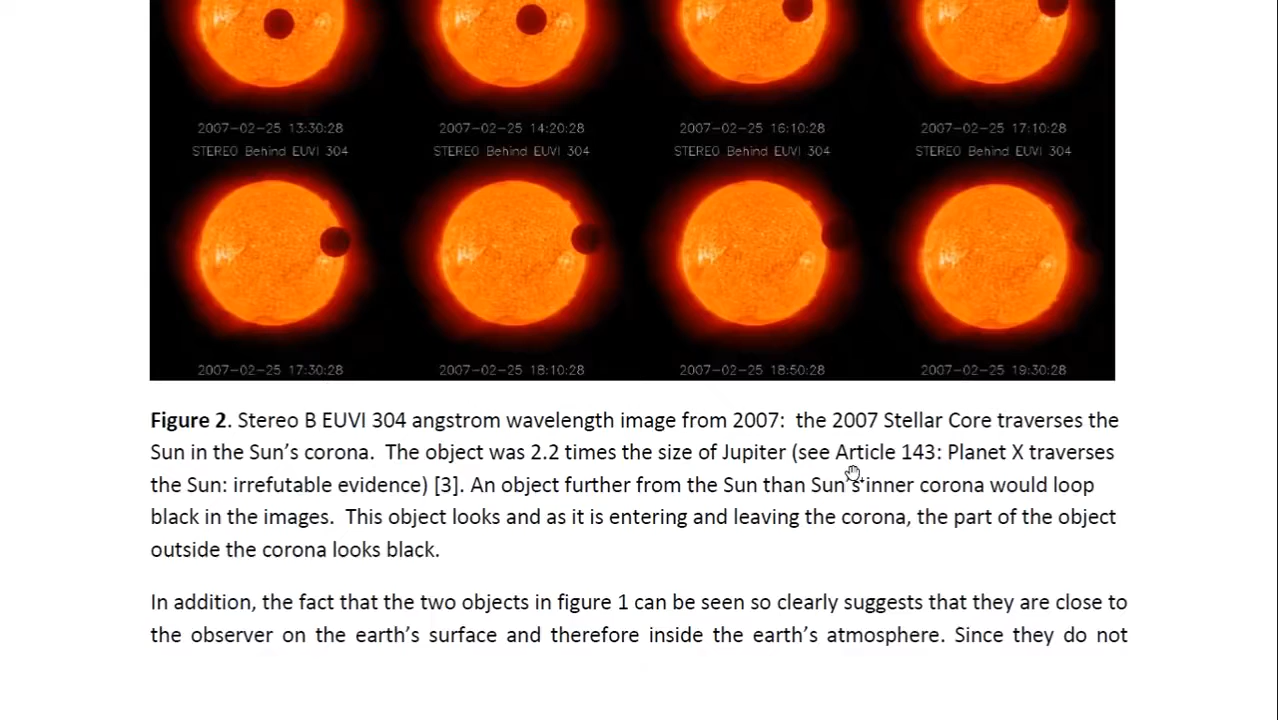 2007-02-25 13:30:28 2007-02-25 14:20:28 2007-02-25 16:10:28 2007-02-25 17:10:28
STEREO Behind EUVI 304 STEREO Behind EUVI 304 STEREO Behind EUVI 304 STEREO Behind EUVI 304
2007-02-25 17:30:28 2007-02-25 18:10:28 2007-02-25 18:50:28 2007-02-25 19:30:28
Figure 2. Stereo B EUVI 304 angstrom wavelength image from 2007: the 2007 Stellar Core traverses the
Sun in the Sun's corona. The object was 2.2 times the size of Jupiter (see Article 143: Planet X traverses
the Sun: irrefutable evidence) [3]. An object further from the Sun than Sun's inner corona would loop
black in the images. This object looks and as it is entering and leaving the corona, the part of the object
outside the corona looks black.
In addition, the fact that the two objects in figure 1 can be seen so clearly suggests that they are close to
the observer on the earth's surface and therefore inside the earth's atmosphere. Since they do not